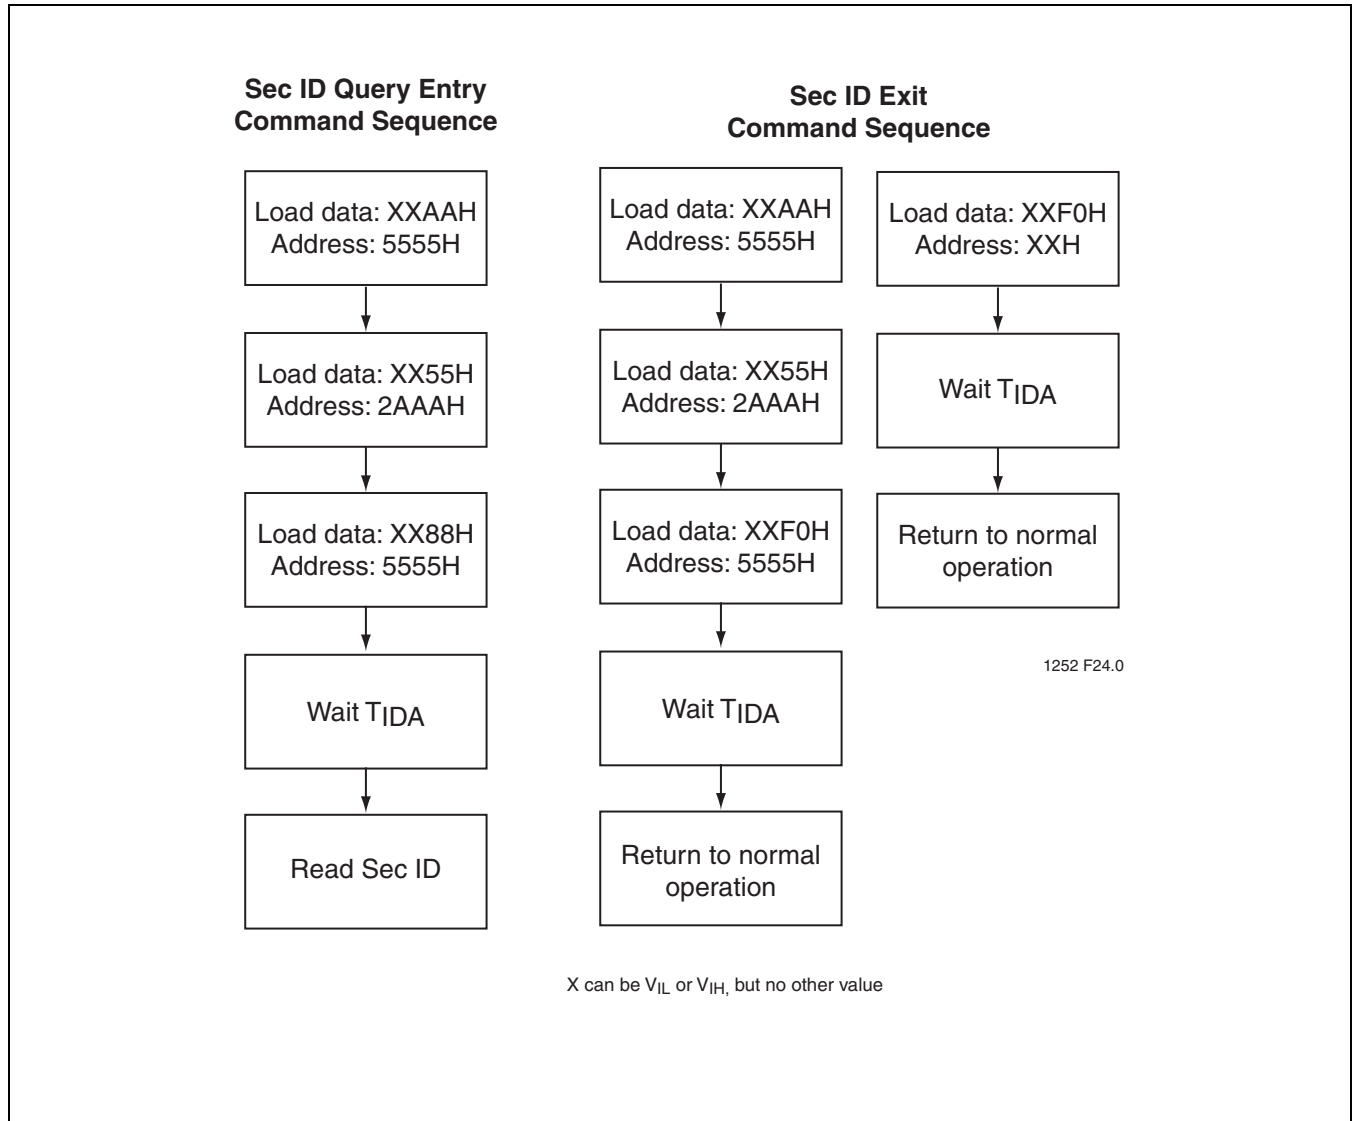 Sec ID Query Entry
Command Sequence
Load data: XXAAH
Address: 5555H
Load data: XX55H
Address: 2AAAH
Load data: XX88H
Address: 5555H
Wait TIDA
Read Sec ID
Sec ID Exit
Command Sequence
Load data: XXAAH
Address: 5555H
Load data: XX55H
Address: 2AAAH
Load data: XXF0H
Address: 5555H
Wait TIDA
Return to normal
operation
Load data: XXF0H
Address: XXH
Wait TIDA
Return to normal
operation
1252 F24.0
X can be VIL or VIH, but no other value